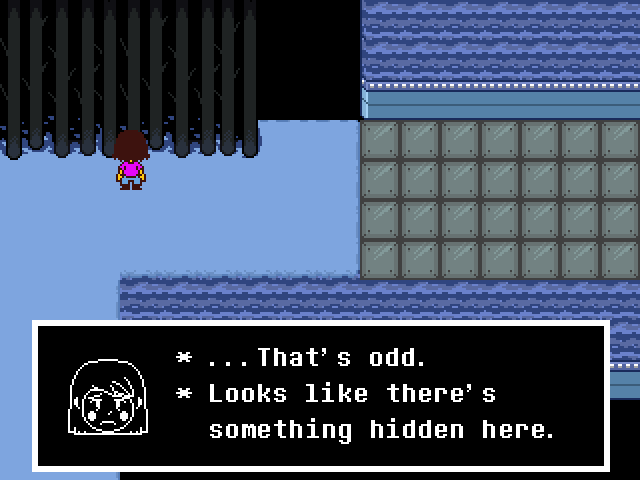 * ...That's odd.
* Looks like there's
something hidden here.